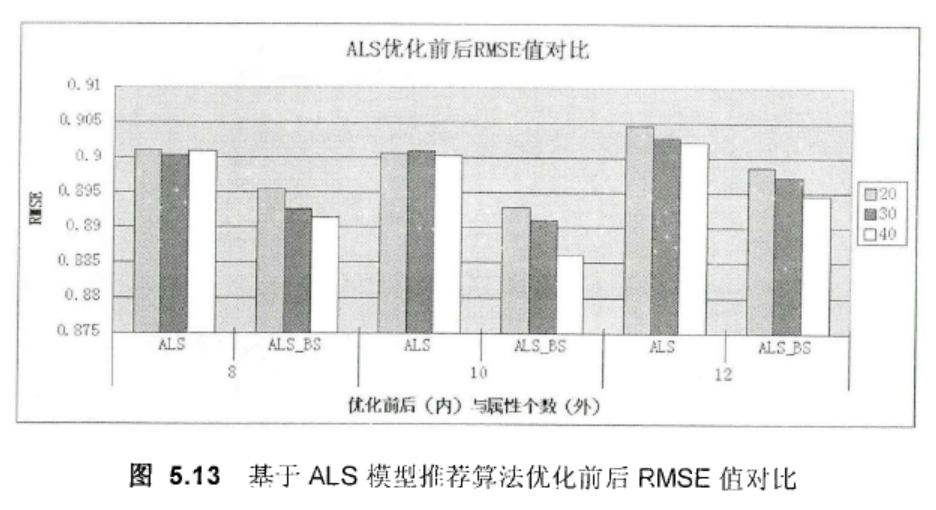 ALS优化前后RMSE值对比
0.91
0.905
0.9
0.895
0.89
0.885
0.88
0.875
RMSE
20
30
40
ALS
ALS_BS
ALS
ALS_BS
ALS
ALS_BS
8
10
12
优化前后（内）与属性个数（外）
图 5.13 基于 ALS 模型推荐算法优化前后 RMSE 值对比